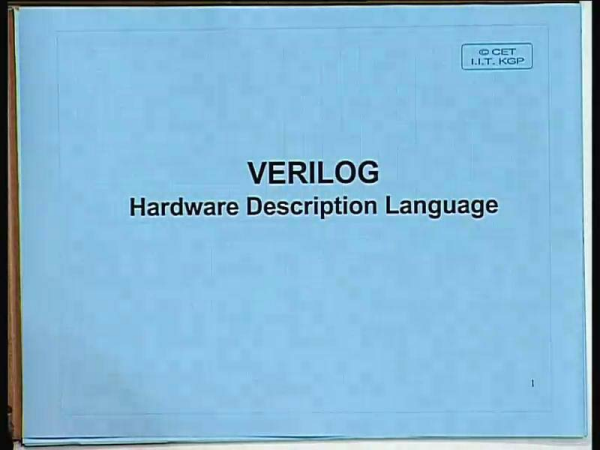 © CET
I.I.T. KGP
VERILOG
Hardware Description Language
1